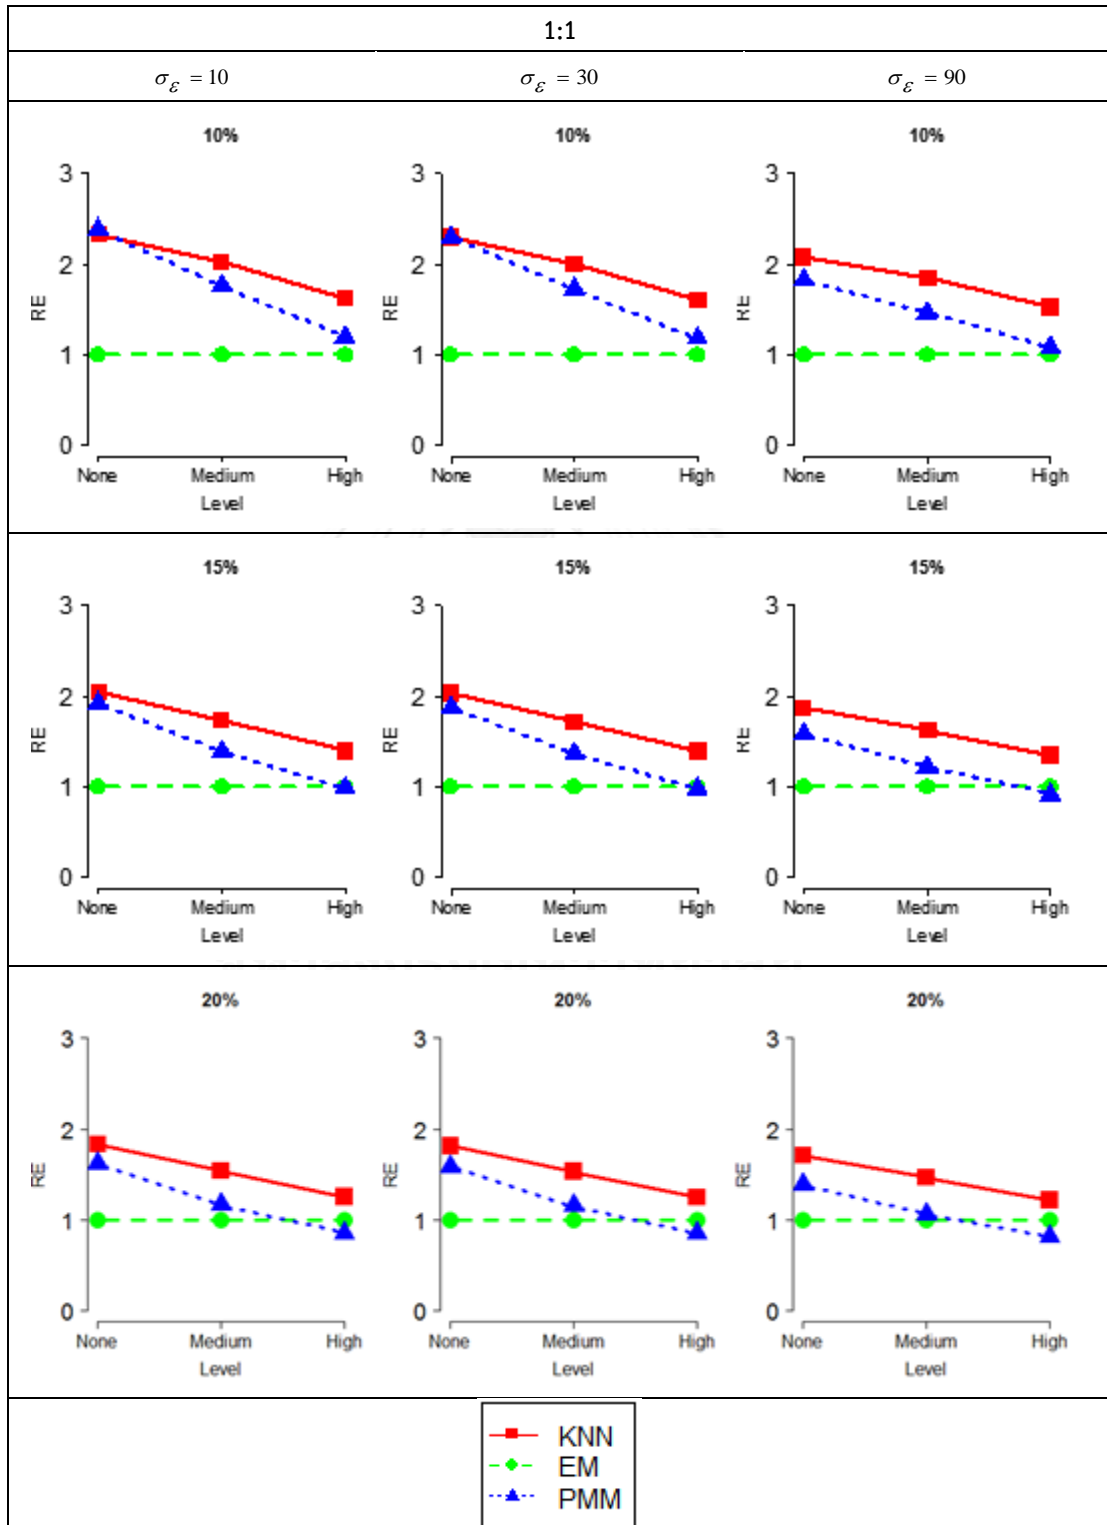 1:1
σε = 10 σε = 30 σε = 90
10% 10% 10%
3 3 3
2 2 2
RE RE RE
1 1 1
0 0 0
None Medium High None Medium High None Medium High
Level Level Level
15% 15% 15%
3 3 3
2 2 2
RE RE RE
1 1 1
0 0 0
None Medium High None Medium High None Medium High
Level Level Level
20% 20% 20%
3 3 3
2 2 2
RE RE RE
1 1 1
0 0 0
None Medium High None Medium High None Medium High
Level Level Level
KNN
EM
PMM